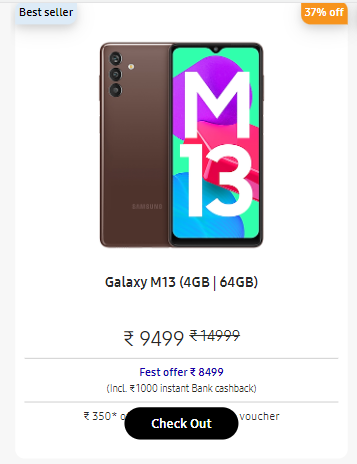 Best seller
37% off
M
13
SAMSUNG
Galaxy M13 (4GB | 64GB)
₹ 9499 ₹ 14999
Fest offer ₹ 8499
(Incl. ₹1000 instant Bank cashback)
₹ 350* voucher
Check Out